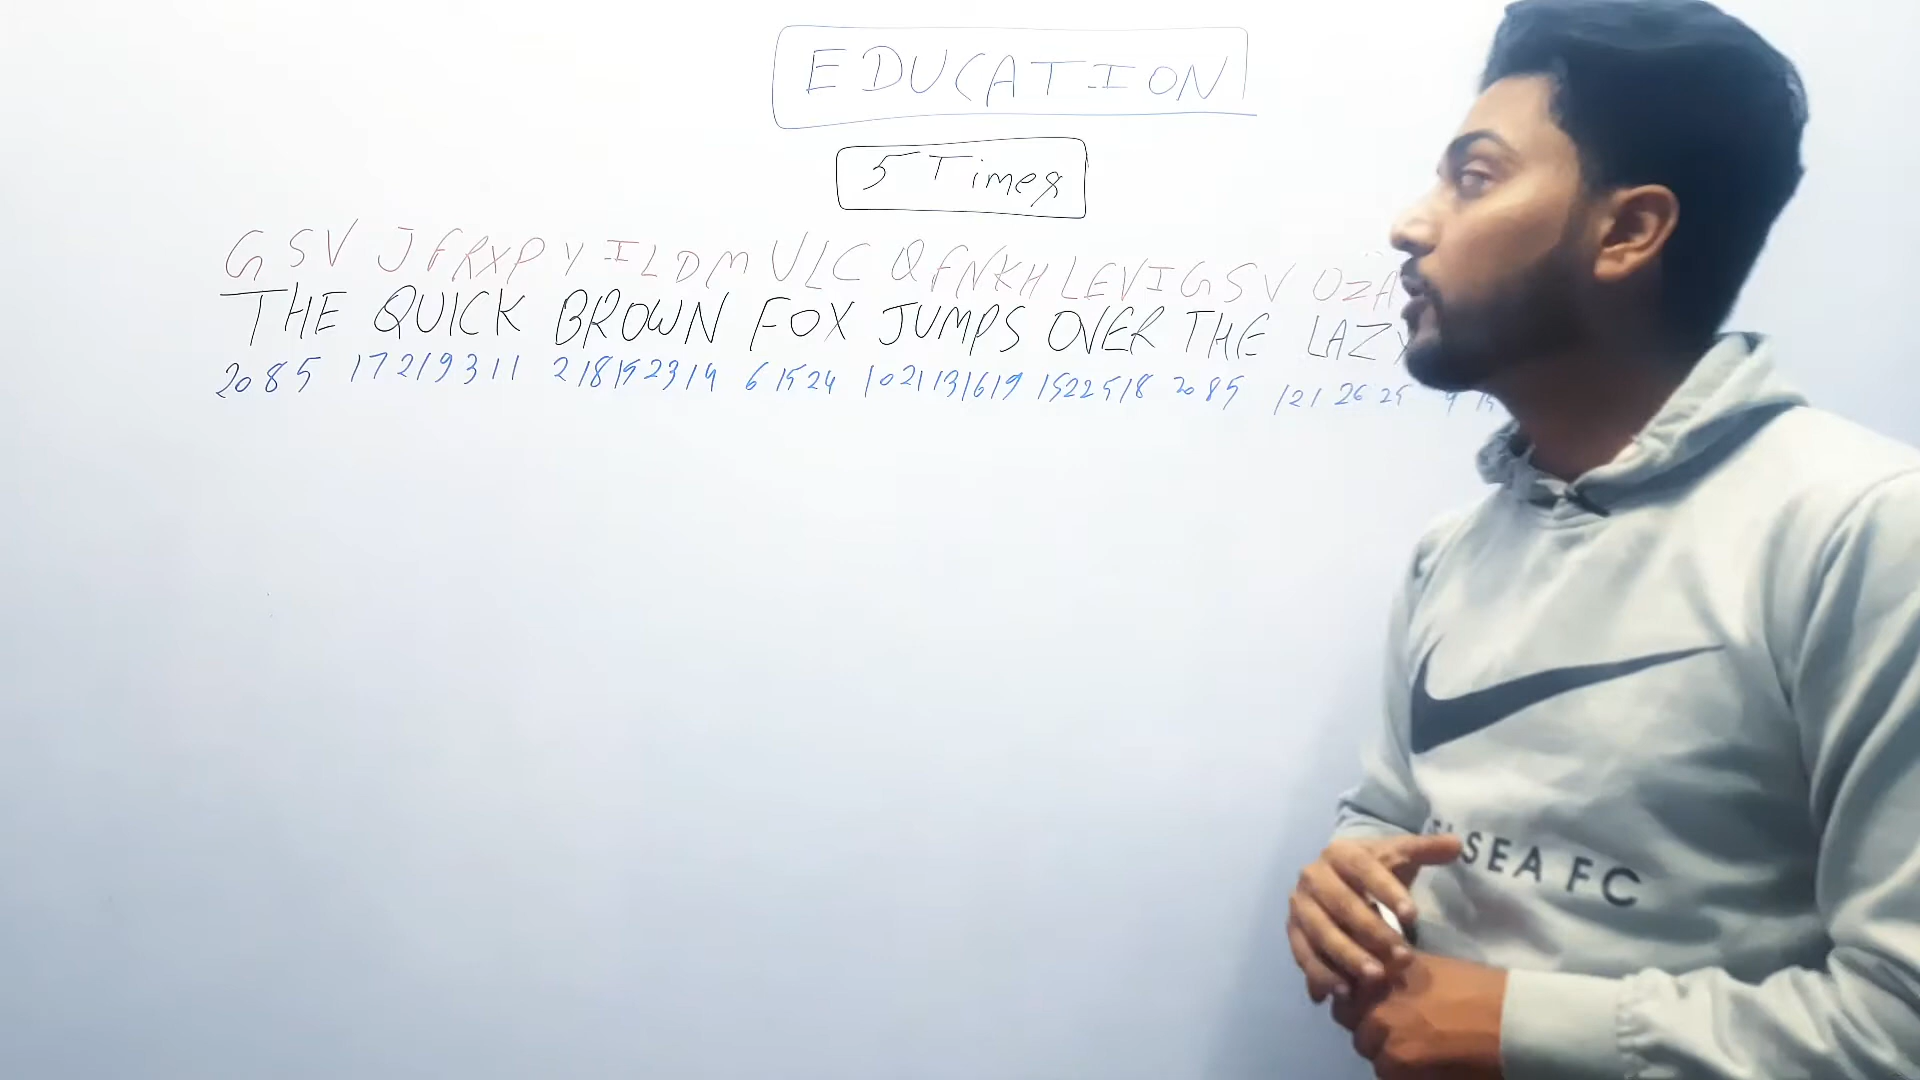 EDUCATION
5 Times
GSV JFRXP YILDM ULC QFNKH LEVI GSV OZA
THE QUICK BROWN FOX JUMPS OVER THE LAZY
20 8 5 17 21 9 3 11 2 18 15 23 14 6 15 24 10 21 13 16 19 15 22 5 18 20 8 5 12 1 26 25
SEA FC